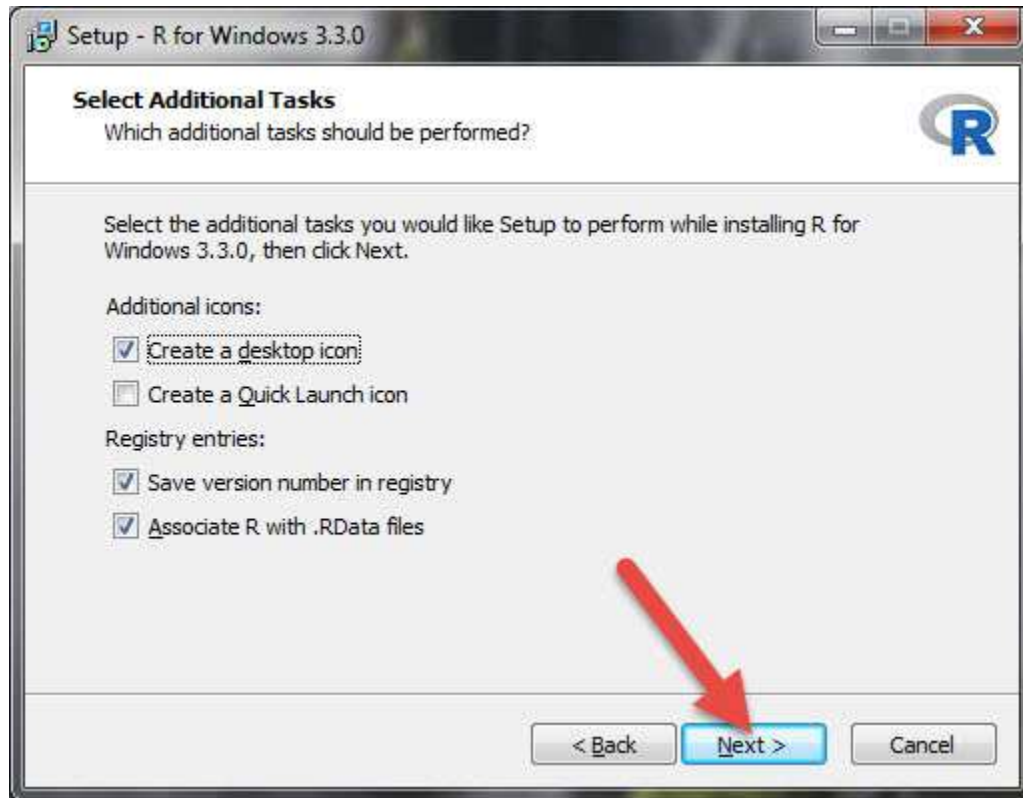 Setup - R for Windows 3.3.0
Select Additional Tasks
Which additional tasks should be performed?
R
Select the additional tasks you would like Setup to perform while installing R for
Windows 3.3.0, then click Next.
Additional icons:
Create a desktop icon
Create a Quick Launch icon
Registry entries:
Save version number in registry
Associate R with .RData files
< Back Next > Cancel